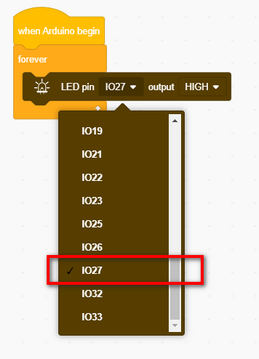 when Arduino begin
forever
LED pin IO27 output HIGH
IO19
IO21
IO22
IO23
IO25
IO26
IO27
IO32
IO33